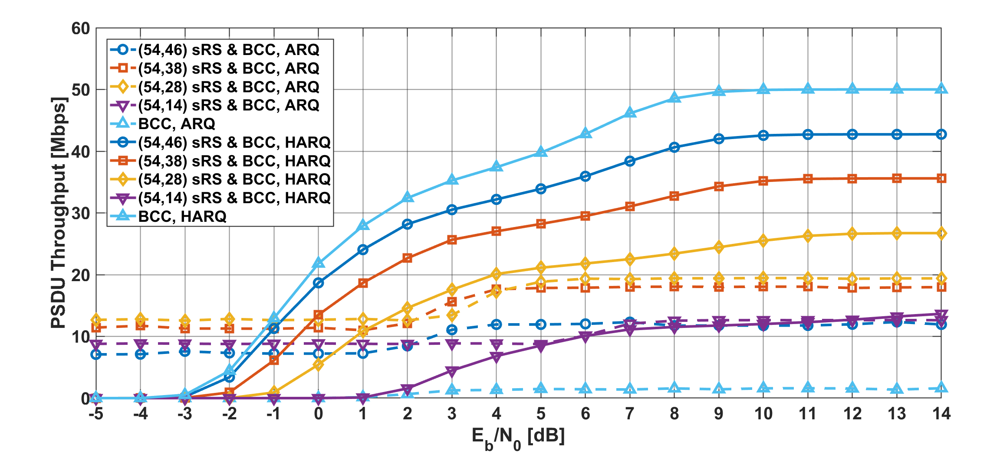 60
50
40
30
20
10
0
PSDU Throughput [Mbps]
(54,46) sRS & BCC, ARQ
(54,38) sRS & BCC, ARQ
(54,28) sRS & BCC, ARQ
(54,14) sRS & BCC, ARQ
BCC, ARQ
(54,46) sRS & BCC, HARQ
(54,38) sRS & BCC, HARQ
(54,28) sRS & BCC, HARQ
(54,14) sRS & BCC, HARQ
BCC, HARQ
-5 -4 -3 -2 -1 0 1 2 3 4 5 6 7 8 9 10 11 12 13 14
E_b/N_0 [dB]